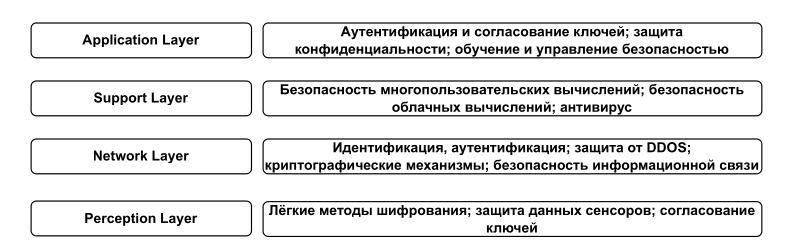 Application Layer
Аутентификация и согласование ключей; защита
конфиденциальности; обучение и управление безопасностью
Support Layer
Безопасность многопользовательских вычислений; безопасность
облачных вычислений; антивирус
Network Layer
Идентификация, аутентификация; защита от DDOS;
криптографические механизмы; безопасность информационной связи
Perception Layer
Лёгкие методы шифрования; защита данных сенсоров; согласование
ключей